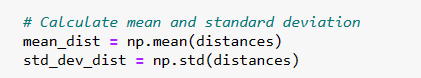 # Calculate mean and standard deviation
mean_dist = np.mean(distances)
std_dev_dist = np.std(distances)